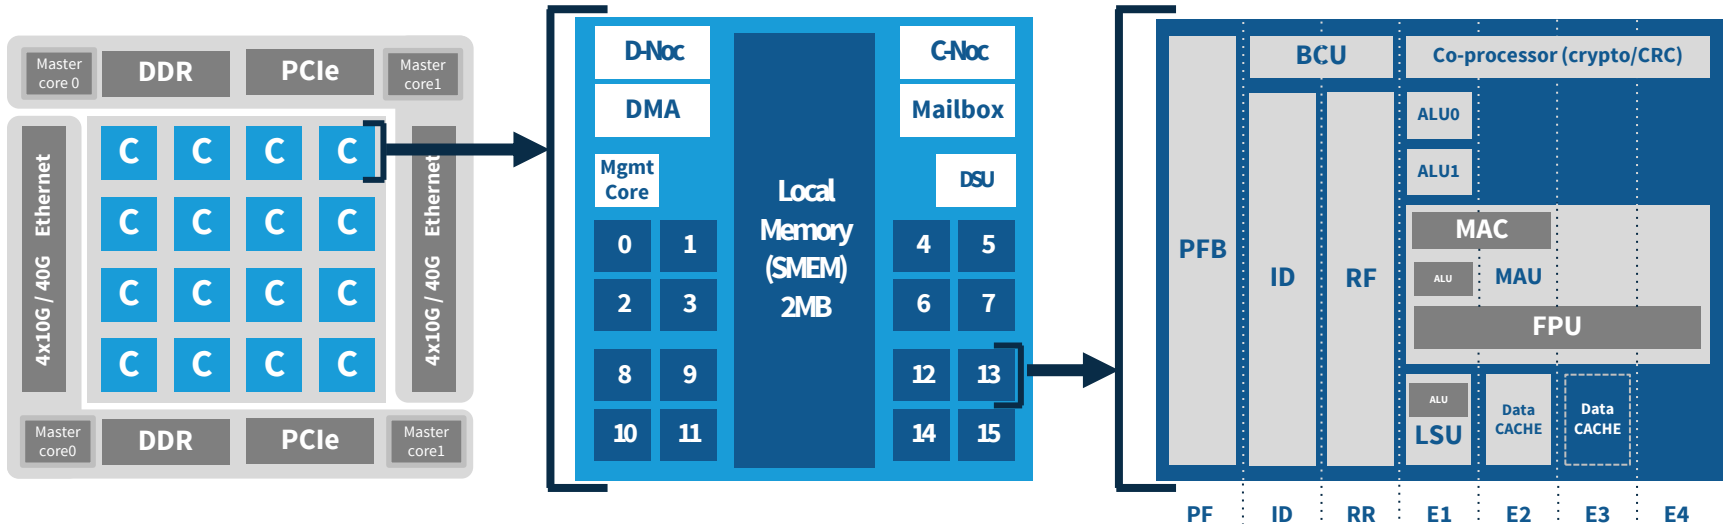 Master
core 0
DDR
PCIe
Master
core1
4x10G / 40G Ethernet
C C C C
C C C C
C C C C
C C C C
4x10G / 40G Ethernet
Master
core0
DDR
PCIe
Master
core1
D-Noc
DMA
Mgmt
Core
0 1
2 3
8 9
10 11
Local
Memory
(SMEM)
2MB
C-Noc
Mailbox
DSU
4 5
6 7
12 13
14 15
PFB
BCU
ID
RF
Co-processor (crypto/CRC)
ALU0
ALU1
MAC
ALU
MAU
FPU
ALU
LSU
Data
CACHE
Data
CACHE
PF ID RR E1 E2 E3 E4